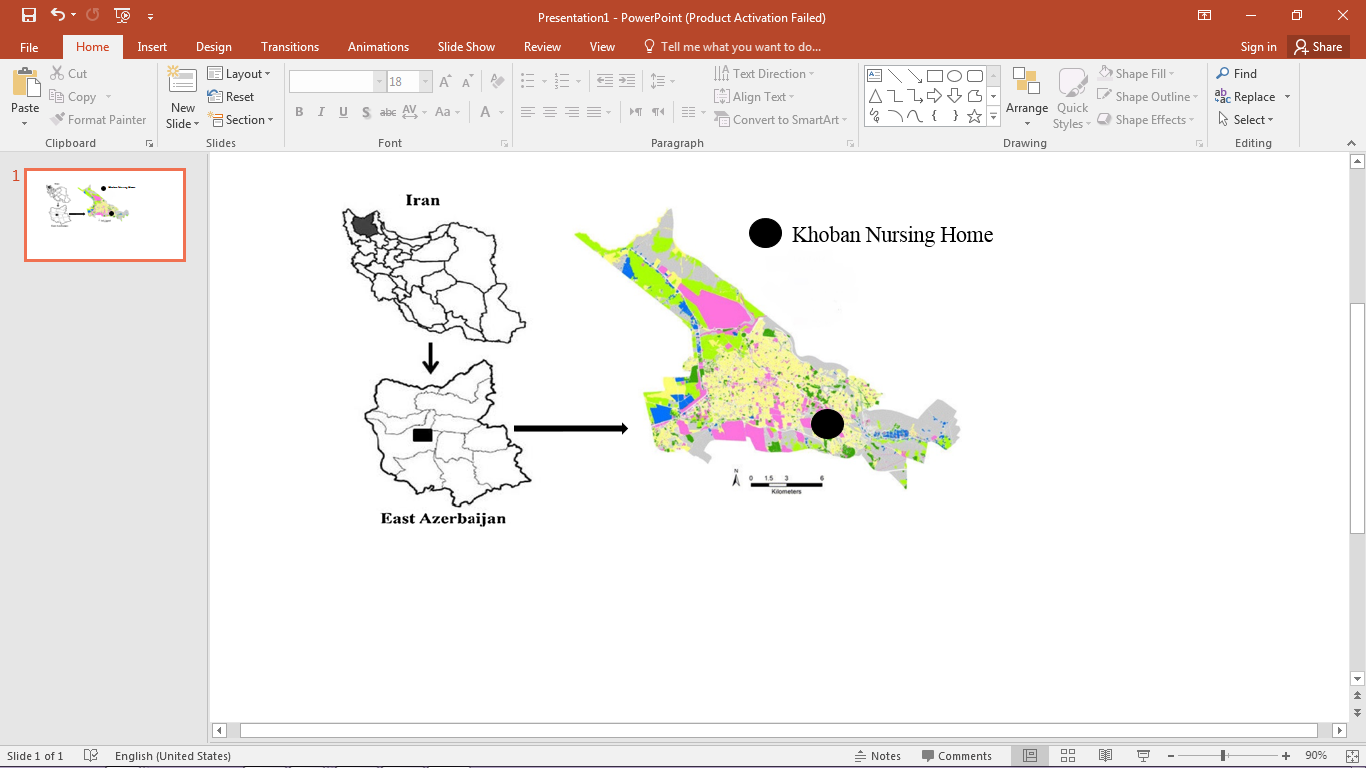 Presentation1 - PowerPoint (Product Activation Failed)
File Home Insert Design Transitions Animations Slide Show Review View Tell me what you want to do... Sign in Share
Paste
Cut
Copy
Format Painter
Clipboard
New Slide
Layout
Reset
Section
Slides
18
B I U S abc AV Aa A
Font
Text Direction
Align Text
Convert to SmartArt
Paragraph
Arrange
Quick Styles
Shape Fill
Shape Outline
Shape Effects
Drawing
Find
Replace
Select
Editing
1
Iran
Khoban Nursing Home
East Azerbaijan
N
0 1.5 3 6
Kilometers
Slide 1 of 1 English (United States) Notes Comments 90%